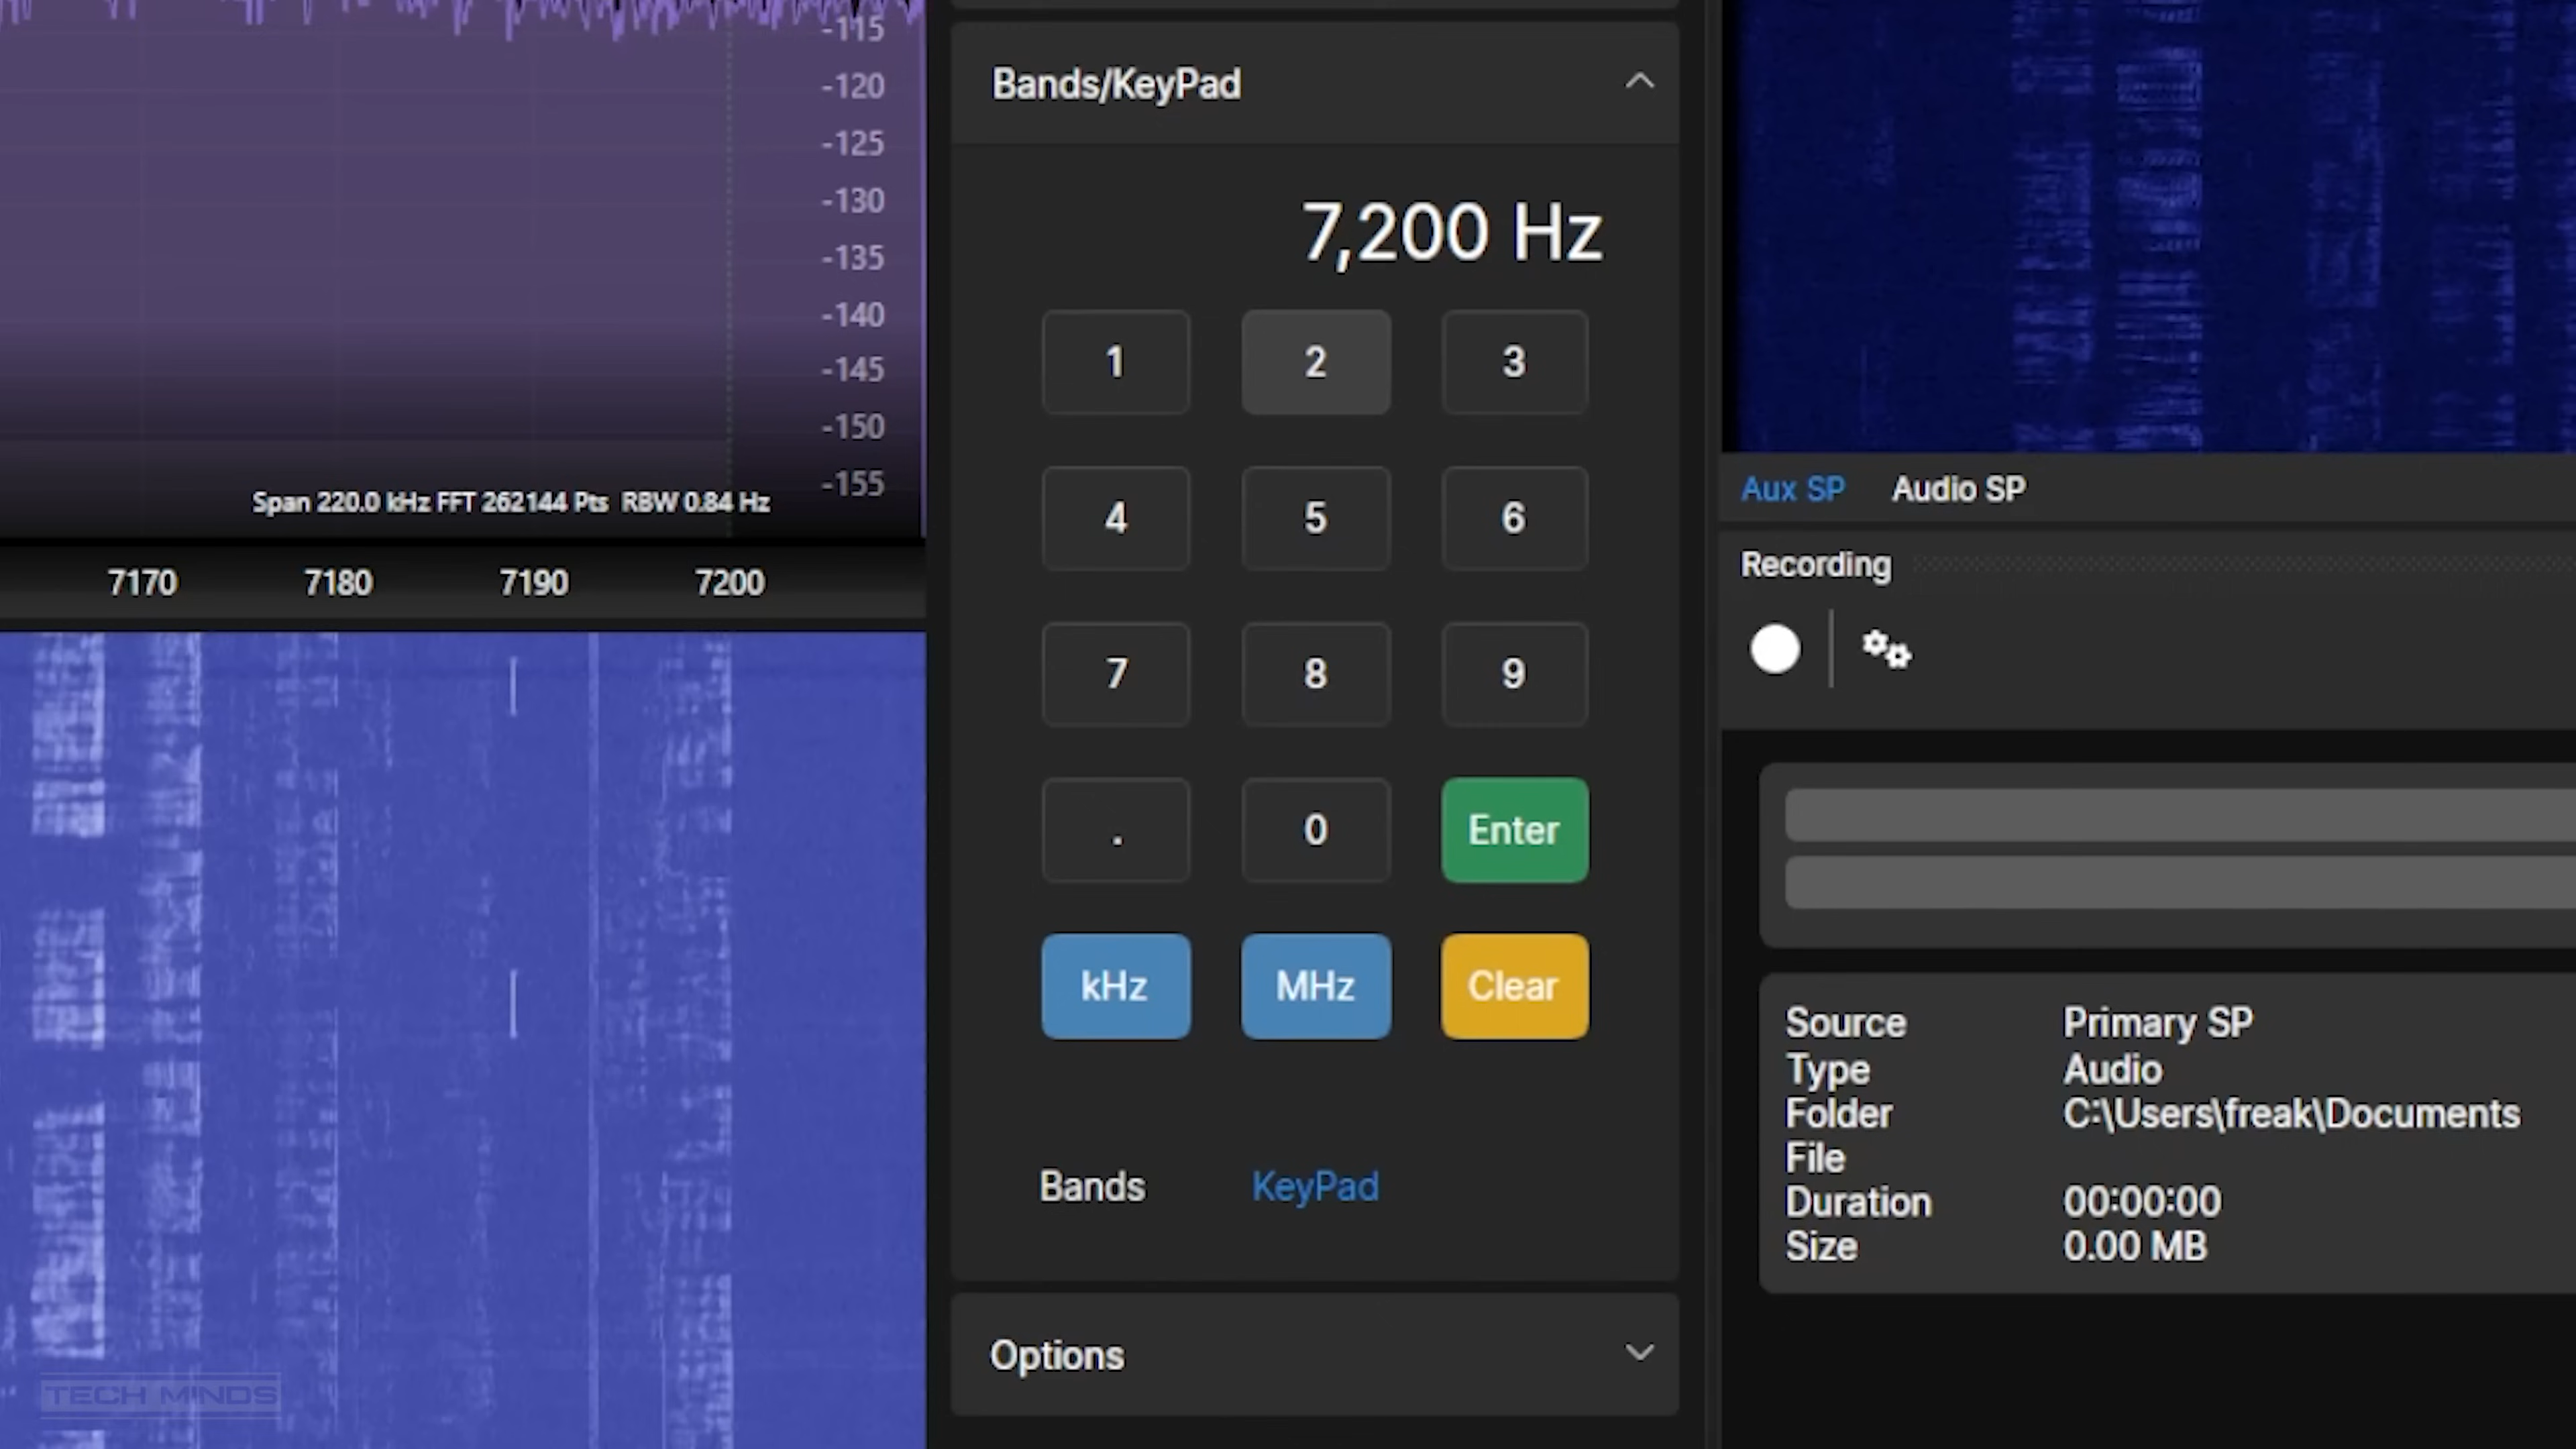 -115
-120
-125
-130
-135
-140
-145
-150
-155
Span 220.0 kHz FFT 262144 Pts RBW 0.84 Hz
7170 7180 7190 7200
TECH MINDS
Bands/KeyPad
7,200 Hz
1 2 3
4 5 6
7 8 9
. 0 Enter
kHz MHz Clear
Bands KeyPad
Options
Aux SP Audio SP
Recording
Source Primary SP
Type Audio
Folder C:\Users\freak\Documents
File
Duration 00:00:00
Size 0.00 MB